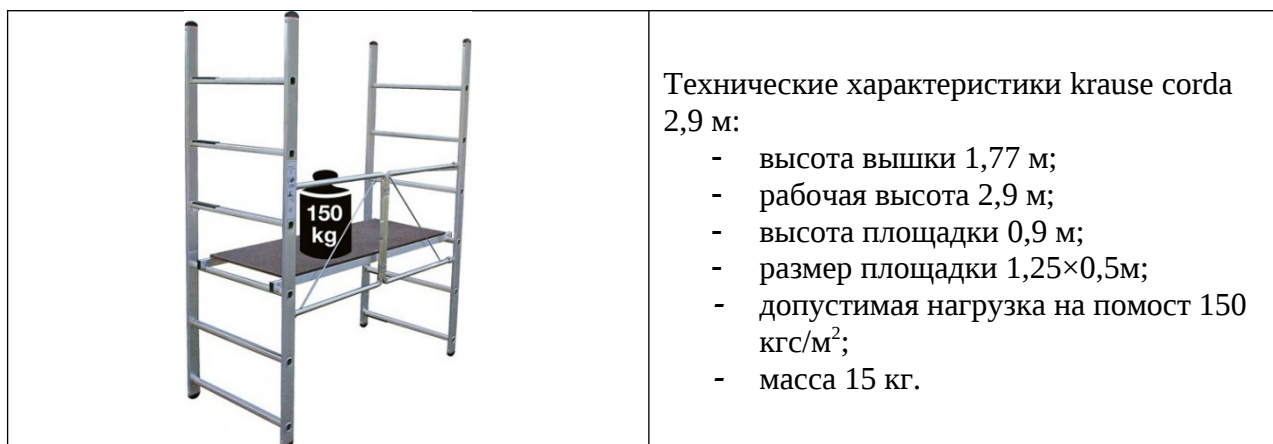 150
kg
Технические характеристики krause corda
2,9 м:
- высота вышки 1,77 м;
- рабочая высота 2,9 м;
- высота площадки 0,9 м;
- размер площадки 1,25×0,5м;
- допустимая нагрузка на помост 150
кгс/м²;
- масса 15 кг.